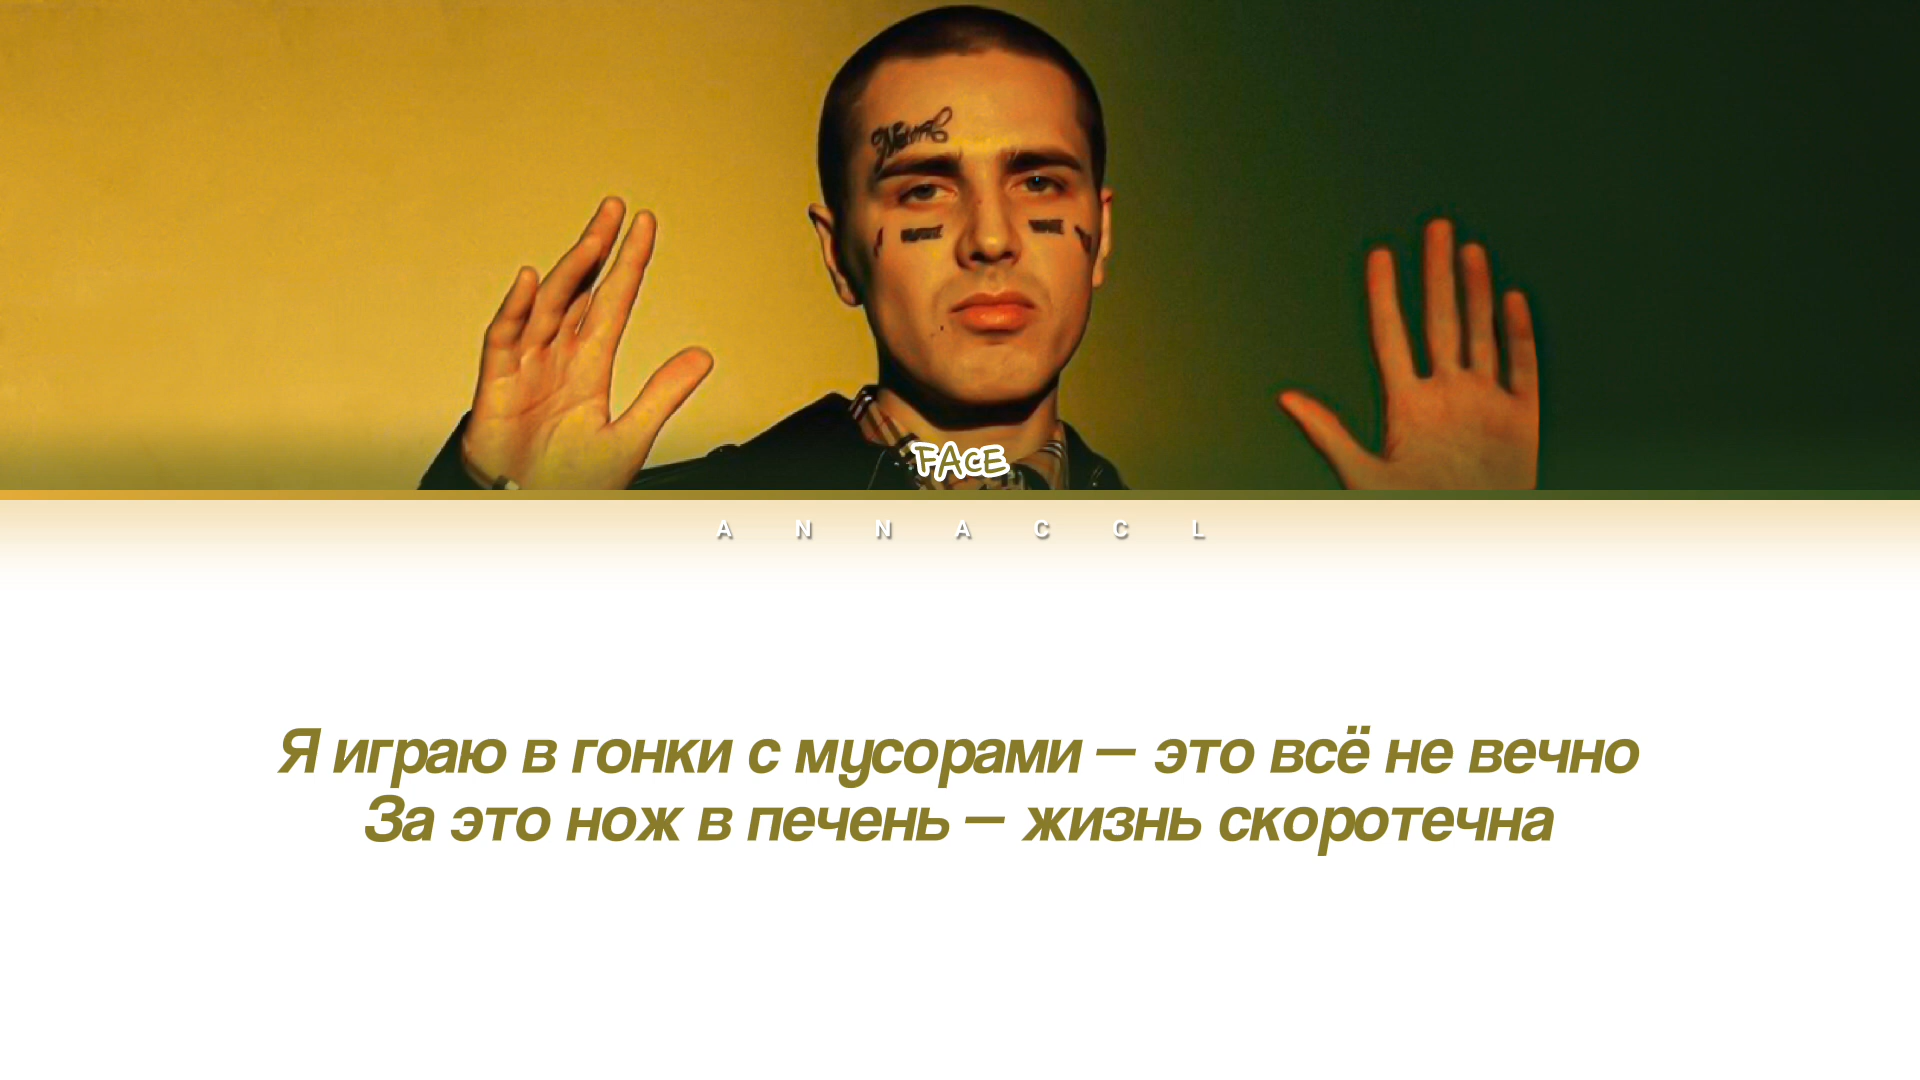 FACE
A N N A C C L
Я играю в гонки с мусорами — это всё не вечно
За это нож в печень — жизнь скоротечна